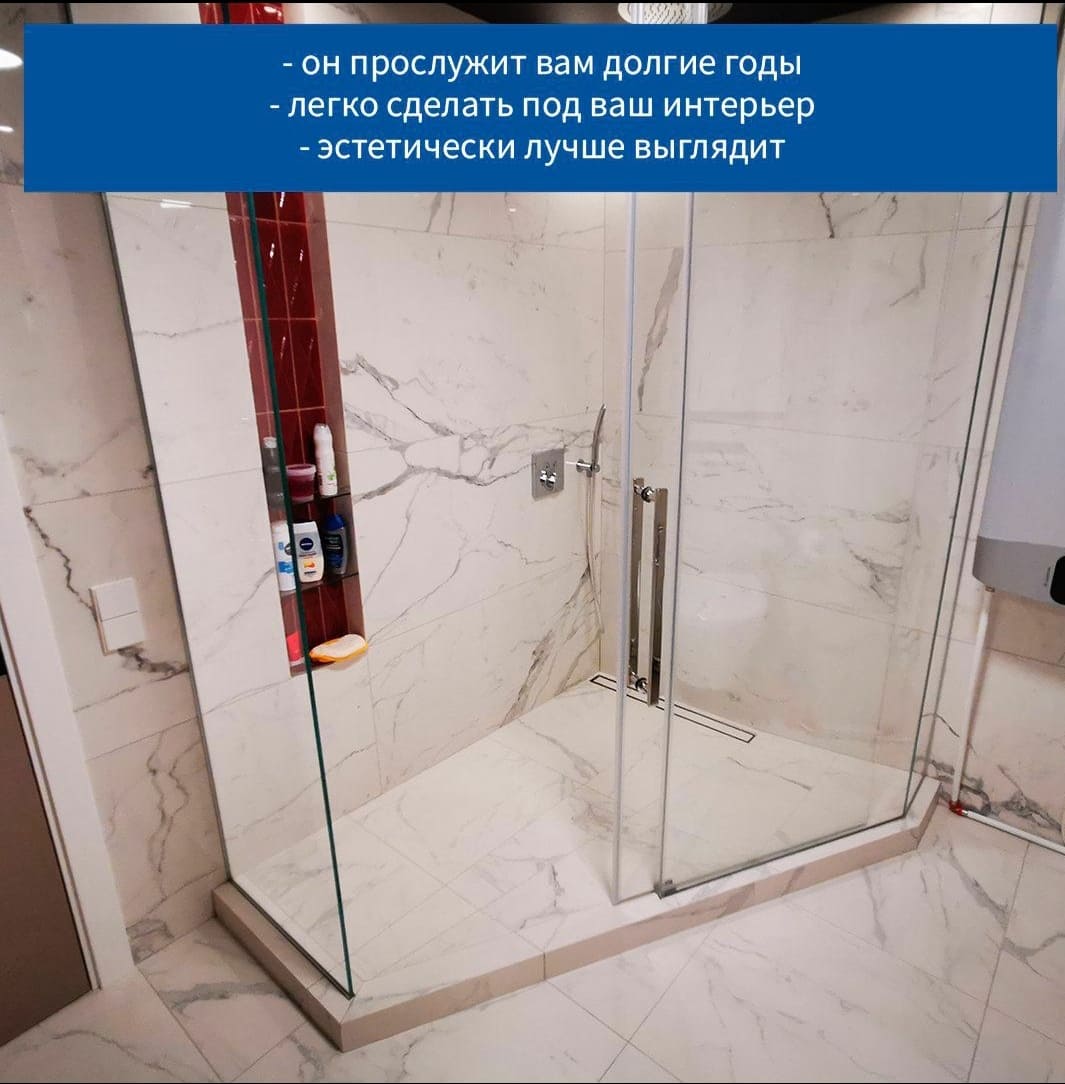 - он прослужит вам долгие годы
- легко сделать под ваш интерьер
- эстетически лучше выглядит